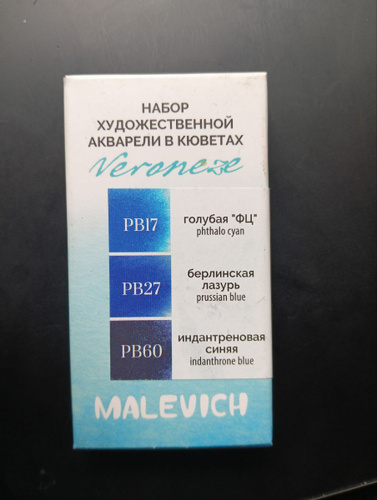 НАБОР
ХУДОЖЕСТВЕННОЙ
АКВАРЕЛИ В КЮВЕТАХ
Veroneze
PB17
голубая "ФЦ"
phthalo cyan
PB27
берлинская
лазурь
prussian blue
PB60
индантреновая
синяя
indanthrone blue
MALEVICH